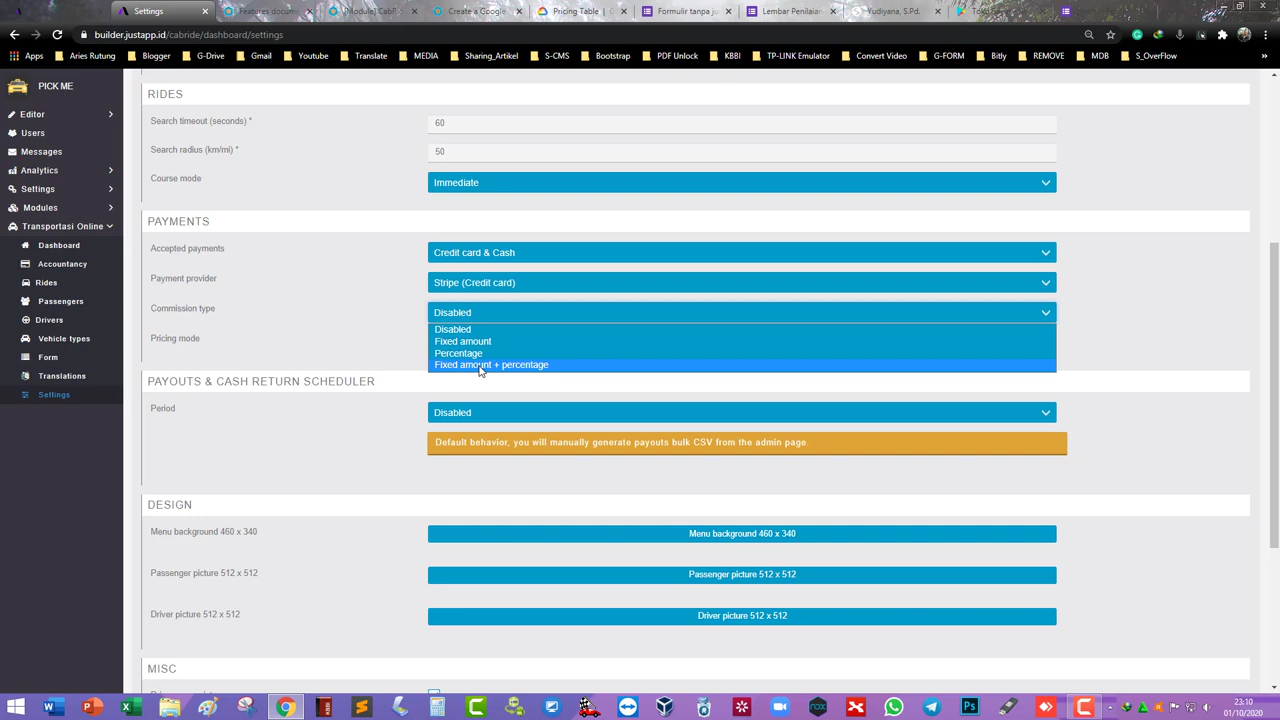 Settings
Features docum
[Module] CabR
Create a Google
Pricing Table
Formulir tanpa ju
Lembar Penilaian
Yudiyana, S.Pd.
builder.justapp.id/cabride/dashboard/settings
Apps
Aries Rutung
Blogger
G-Drive
Gmail
Youtube
Translate
MEDIA
Sharing_Artikel
S-CMS
Bootstrap
PDF Unlock
KBBI
TP-LINK Emulator
Convert Video
G-FORM
Bitly
REMOVE
MDB
S_OverFlow
PICK ME
Editor
Users
Messages
Analytics
Settings
Modules
Transportasi Online
Dashboard
Accountancy
Rides
Passengers
Drivers
Vehicle types
Form
Translations
Settings
RIDES
Search timeout (seconds) *
60
Search radius (km/mi) *
50
Course mode
Immediate
PAYMENTS
Accepted payments
Credit card & Cash
Payment provider
Stripe (Credit card)
Commission type
Disabled
Disabled
Fixed amount
Percentage
Fixed amount + percentage
Pricing mode
PAYOUTS & CASH RETURN SCHEDULER
Period
Disabled
Default behavior, you will manually generate payouts bulk CSV from the admin page.
DESIGN
Menu background 460 x 340
Menu background 460 x 340
Passenger picture 512 x 512
Passenger picture 512 x 512
Driver picture 512 x 512
Driver picture 512 x 512
MISC
23:10
01/10/2020